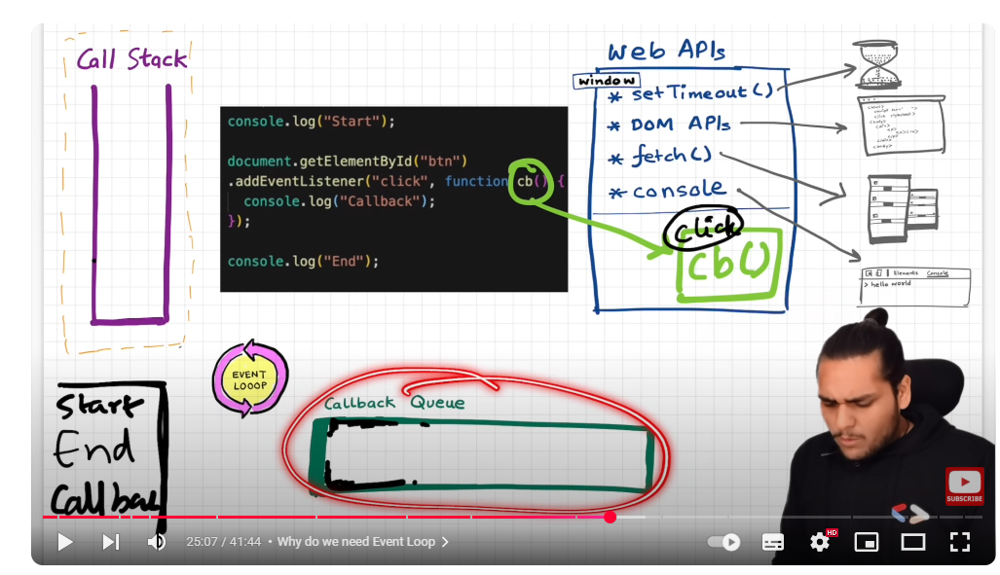 Call Stack
console.log("Start");
document.getElementById("btn")
.addEventListener("click", function cb() {
console.log("Callback");
});
console.log("End");
Web APIs
window
* setTimeout()
* DOM APIs
* fetch()
* console
click
cb()
Elements Console
> hello world
EVENT
LOOOP
Callback Queue
Start
End
Callbac
SUBSCRIBE
25:07 / 41:44 • Why do we need Event Loop
HD